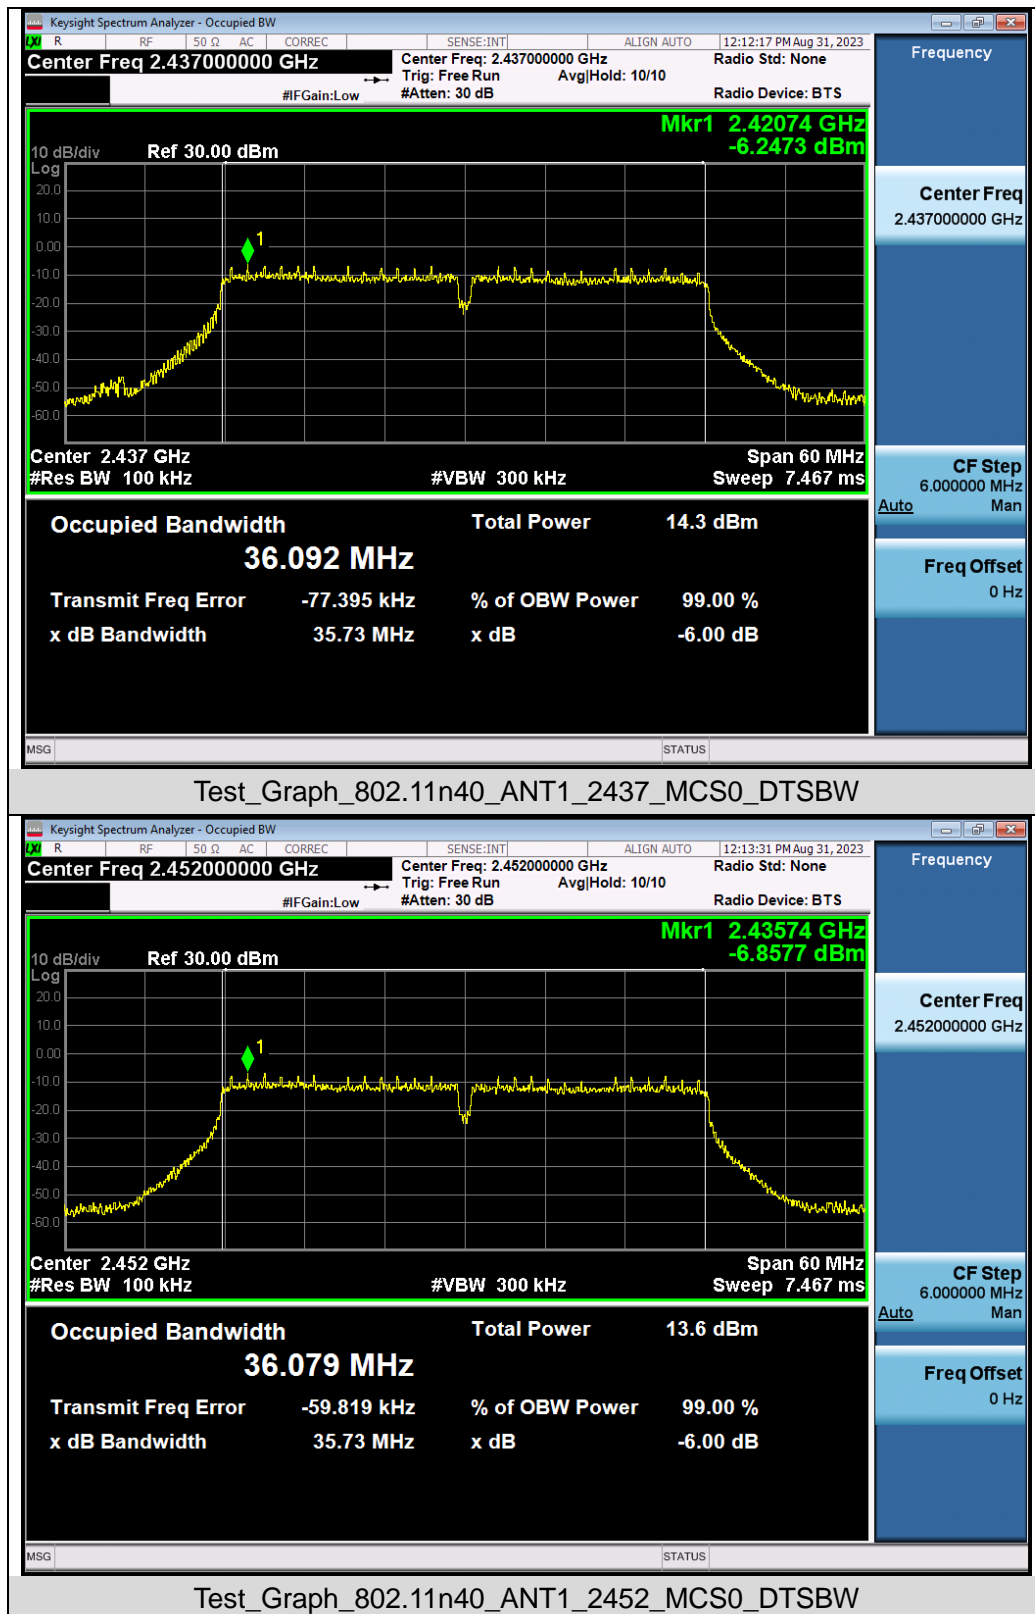 Keysight Spectrum Analyzer - Occupied BW
LXI R RF 50 Ω AC CORREC SENSE:INT ALIGN AUTO 12:12:17 PM Aug 31, 2023
Center Freq 2.437000000 GHz
Center Freq: 2.437000000 GHz
Radio Std: None
Trig: Free Run Avg|Hold: 10/10
#IFGain:Low #Atten: 30 dB Radio Device: BTS
Frequency
Mkr1 2.42074 GHz
-6.2473 dBm
10 dB/div Ref 30.00 dBm
Log
20.0
10.0
0.00
-10.0
-20.0
-30.0
-40.0
-50.0
-60.0
1
Center 2.437 GHz Span 60 MHz
#Res BW 100 kHz #VBW 300 kHz Sweep 7.467 ms
Occupied Bandwidth Total Power 14.3 dBm
36.092 MHz
Transmit Freq Error -77.395 kHz % of OBW Power 99.00 %
x dB Bandwidth 35.73 MHz x dB -6.00 dB
Center Freq
2.437000000 GHz
CF Step
6.000000 MHz
Auto Man
Freq Offset
0 Hz
MSG STATUS
Test_Graph_802.11n40_ANT1_2437_MCS0_DTSBW
Keysight Spectrum Analyzer - Occupied BW
LXI R RF 50 Ω AC CORREC SENSE:INT ALIGN AUTO 12:13:31 PM Aug 31, 2023
Center Freq 2.452000000 GHz
Center Freq: 2.452000000 GHz
Radio Std: None
Trig: Free Run Avg|Hold: 10/10
#IFGain:Low #Atten: 30 dB Radio Device: BTS
Frequency
Mkr1 2.43574 GHz
-6.8577 dBm
10 dB/div Ref 30.00 dBm
Log
20.0
10.0
0.00
-10.0
-20.0
-30.0
-40.0
-50.0
-60.0
1
Center 2.452 GHz Span 60 MHz
#Res BW 100 kHz #VBW 300 kHz Sweep 7.467 ms
Occupied Bandwidth Total Power 13.6 dBm
36.079 MHz
Transmit Freq Error -59.819 kHz % of OBW Power 99.00 %
x dB Bandwidth 35.73 MHz x dB -6.00 dB
Center Freq
2.452000000 GHz
CF Step
6.000000 MHz
Auto Man
Freq Offset
0 Hz
MSG STATUS
Test_Graph_802.11n40_ANT1_2452_MCS0_DTSBW